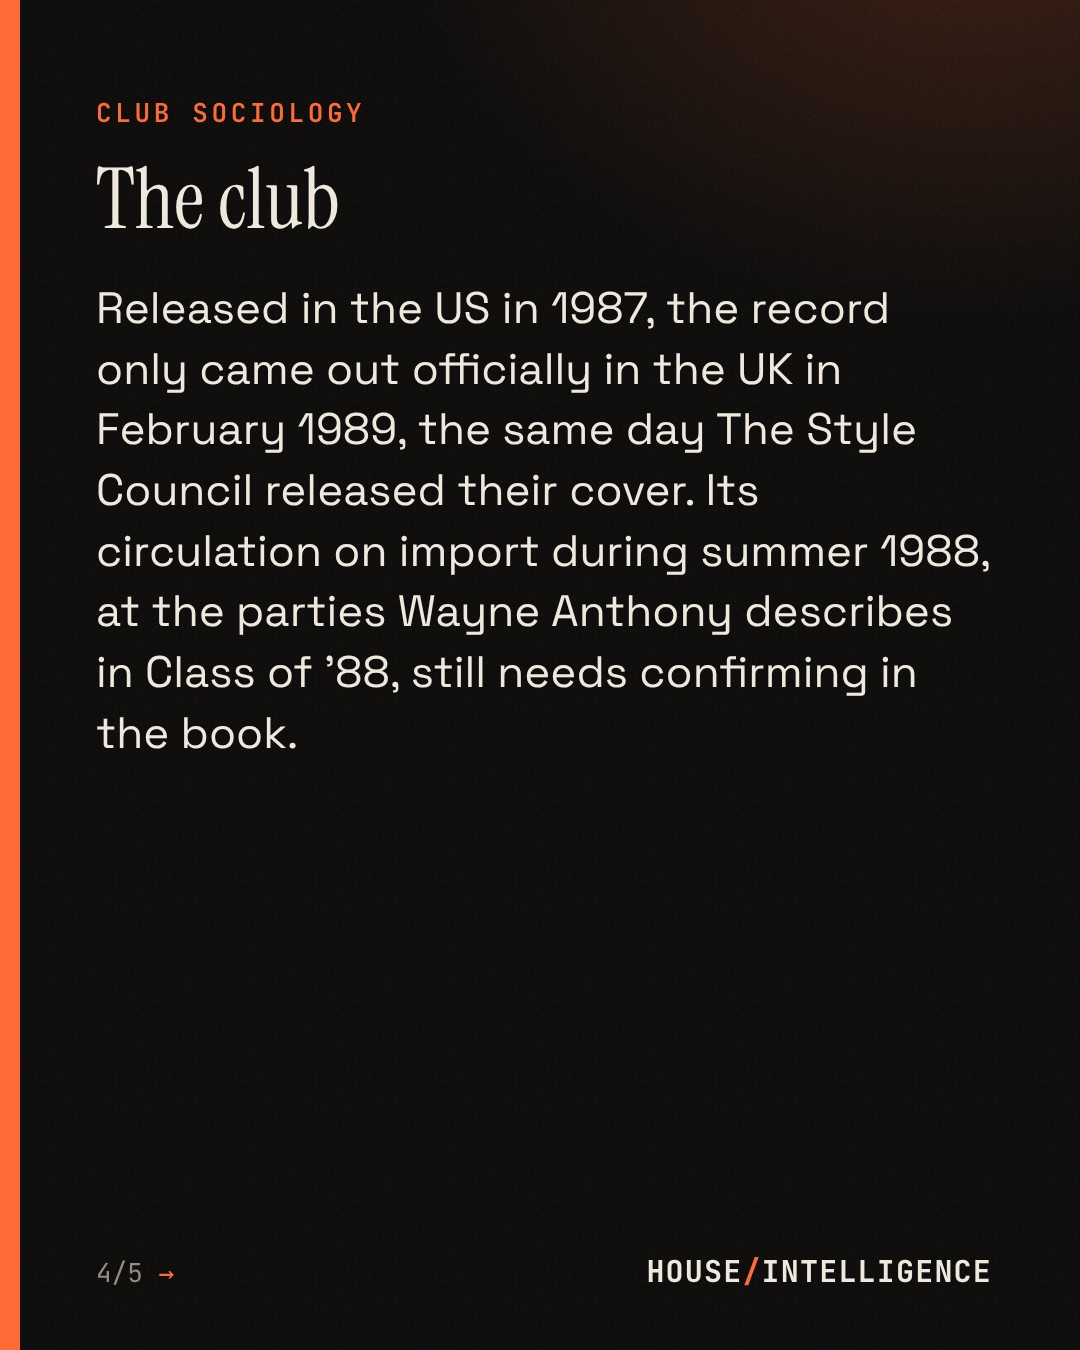 CLUB SOCIOLOGY
The club
Released in the US in 1987, the record
only came out officially in the UK in
February 1989, the same day The Style
Council released their cover. Its
circulation on import during summer 1988,
at the parties Wayne Anthony describes
in Class of ’88, still needs confirming in
the book.
4/5 →
HOUSE/INTELLIGENCE